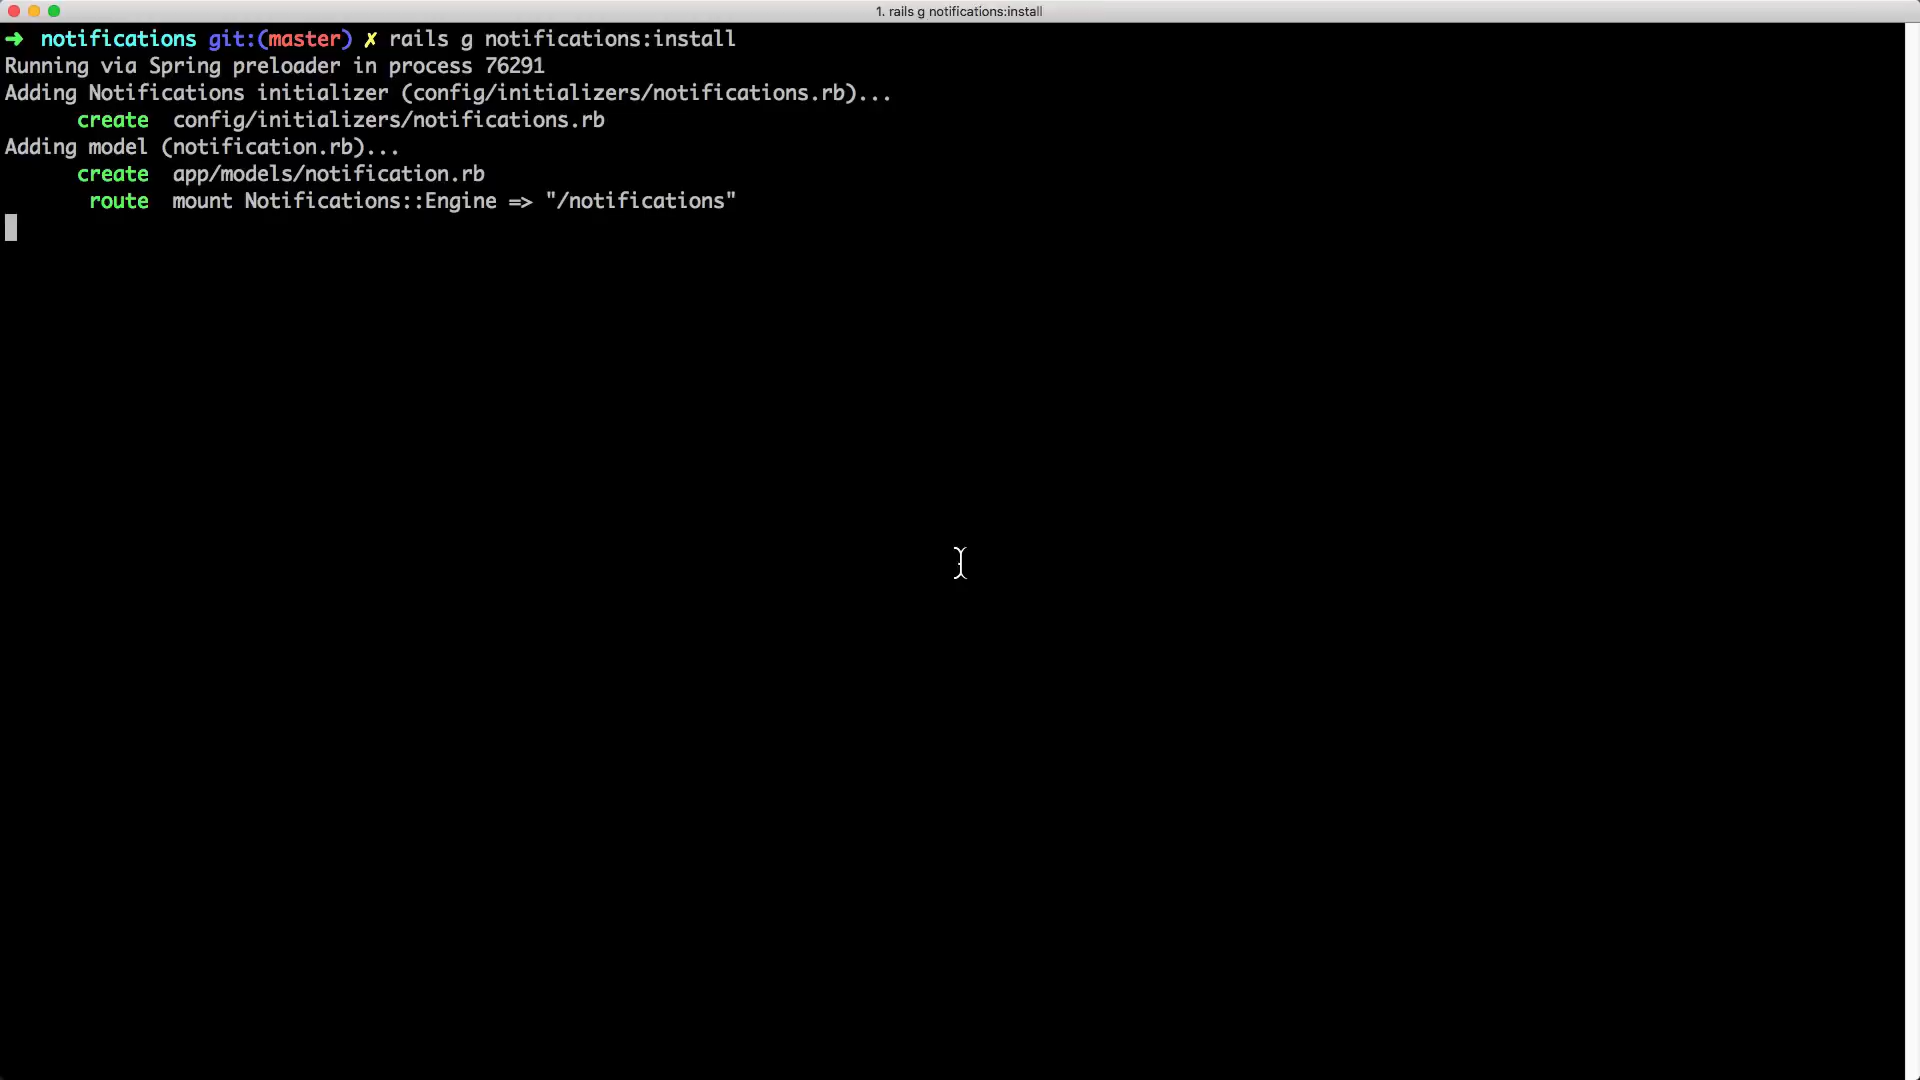 1. rails g notifications:install
➜ notifications git:(master) ✗ rails g notifications:install
Running via Spring preloader in process 76291
Adding Notifications initializer (config/initializers/notifications.rb)...
create config/initializers/notifications.rb
Adding model (notification.rb)...
create app/models/notification.rb
route mount Notifications::Engine => "/notifications"